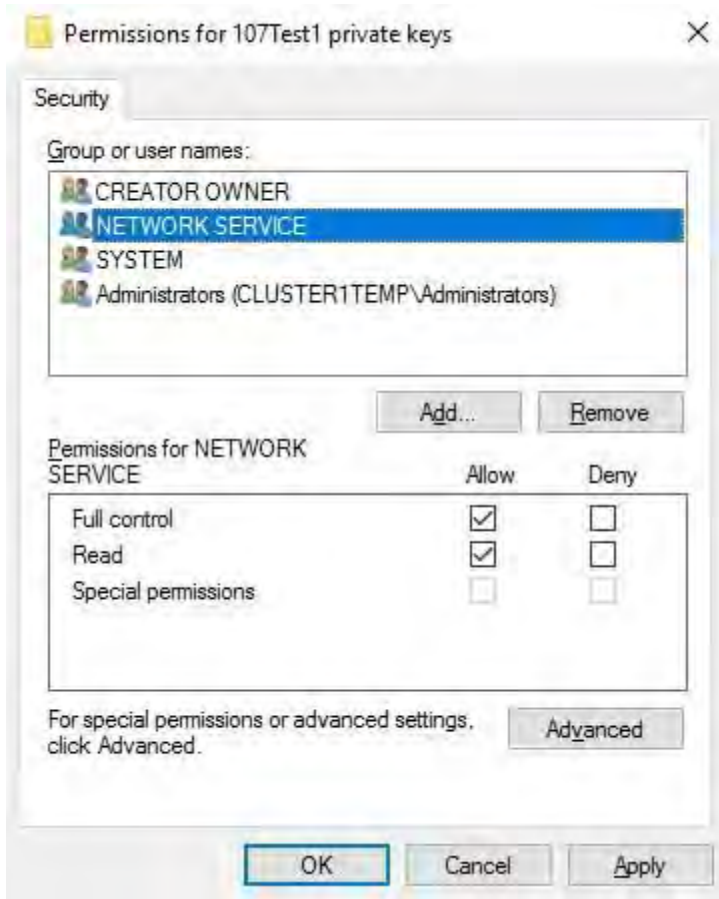 Permissions for 107Test1 private keys
Security
Group or user names:
CREATOR OWNER
NETWORK SERVICE
SYSTEM
Administrators (CLUSTER1TEMP\Administrators)
Add...
Remove
Permissions for NETWORK
SERVICE
Allow
Deny
Full control
Read
Special permissions
For special permissions or advanced settings,
click Advanced.
Advanced
OK
Cancel
Apply